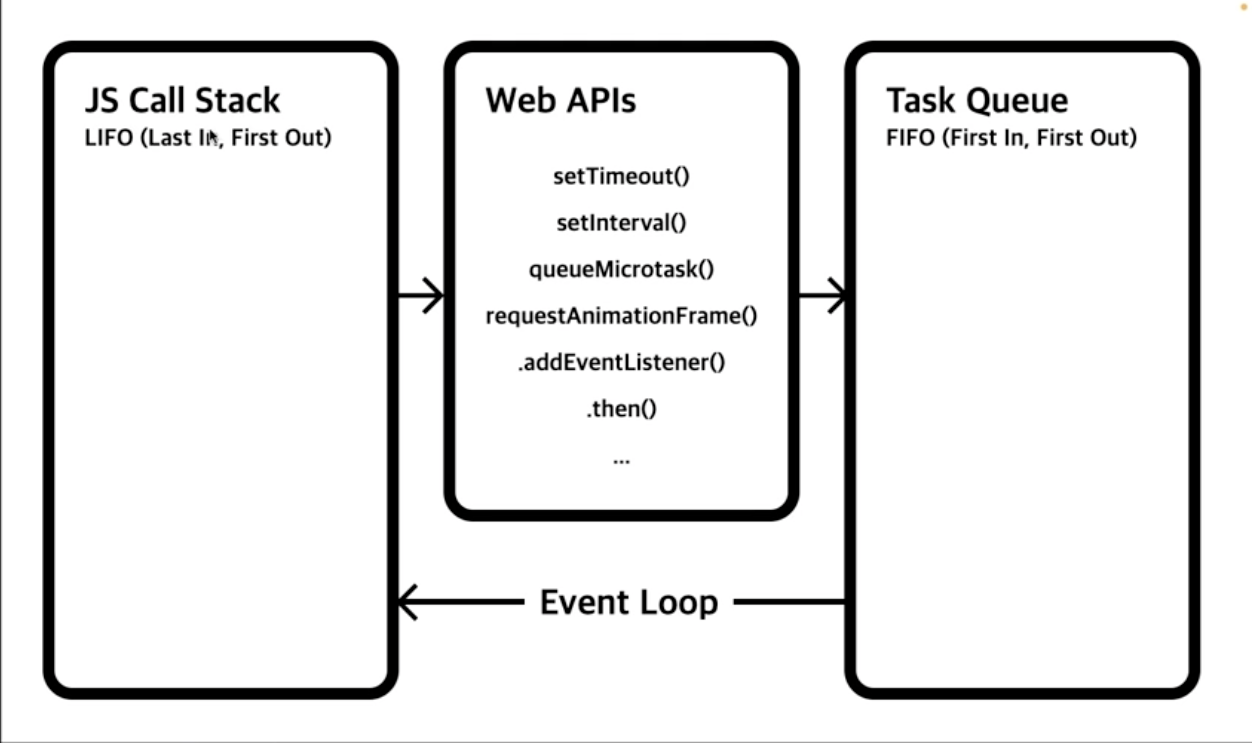 JS Call Stack
LIFO (Last In, First Out)
Web APIs
setTimeout()
setInterval()
queueMicrotask()
requestAnimationFrame()
.addEventListener()
.then()
...
Task Queue
FIFO (First In, First Out)
Event Loop